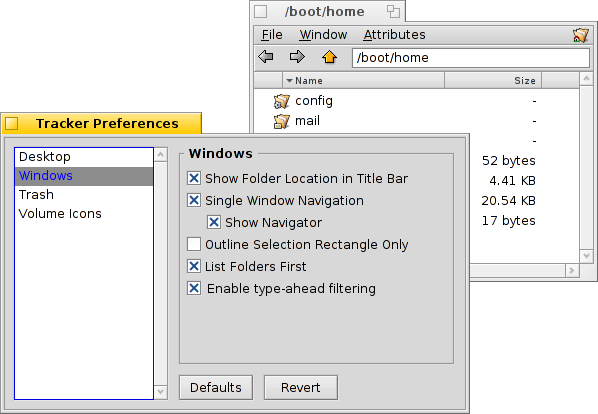 /boot/home
File Window Attributes
/boot/home
Name Size
config -
mail -
-
52 bytes
4.41 KB
20.54 KB
17 bytes
Tracker Preferences
Desktop
Windows
Trash
Volume Icons
Windows
Show Folder Location in Title Bar
Single Window Navigation
Show Navigator
Outline Selection Rectangle Only
List Folders First
Enable type-ahead filtering
Defaults Revert